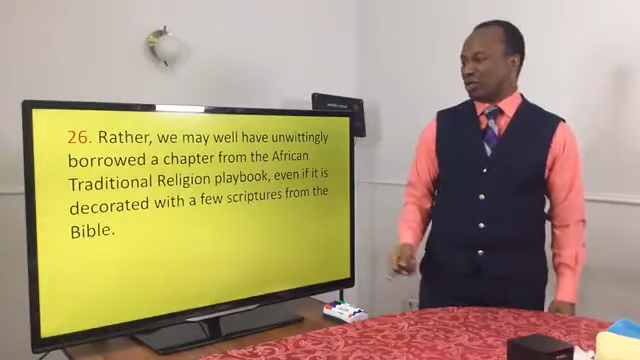 26. Rather, we may well have unwittingly
borrowed a chapter from the African
Traditional Religion playbook, even if it is
decorated with a few scriptures from the
Bible.